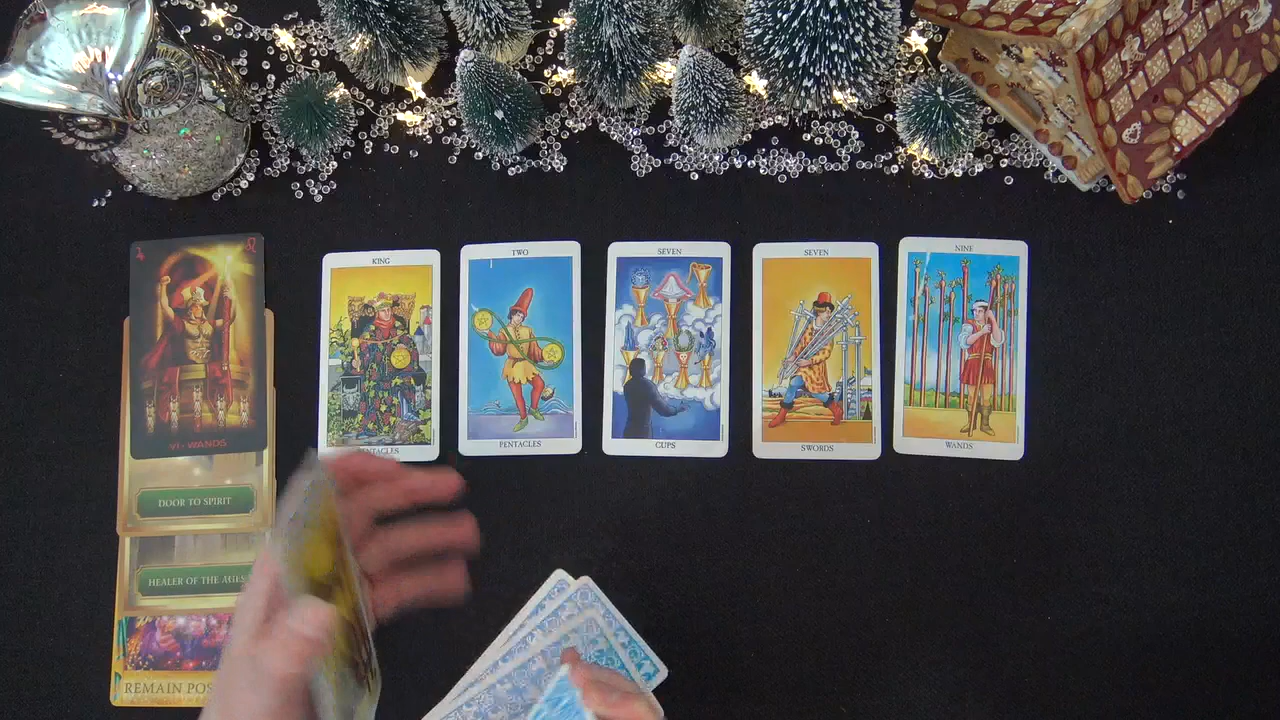 VI - WANDS
DOOR TO SPIRIT
HEALER OF THE AGES
REMAIN POS
KING
TWO
PENTACLES
SEVEN
CUPS
SEVEN
SWORDS
NINE
WANDS